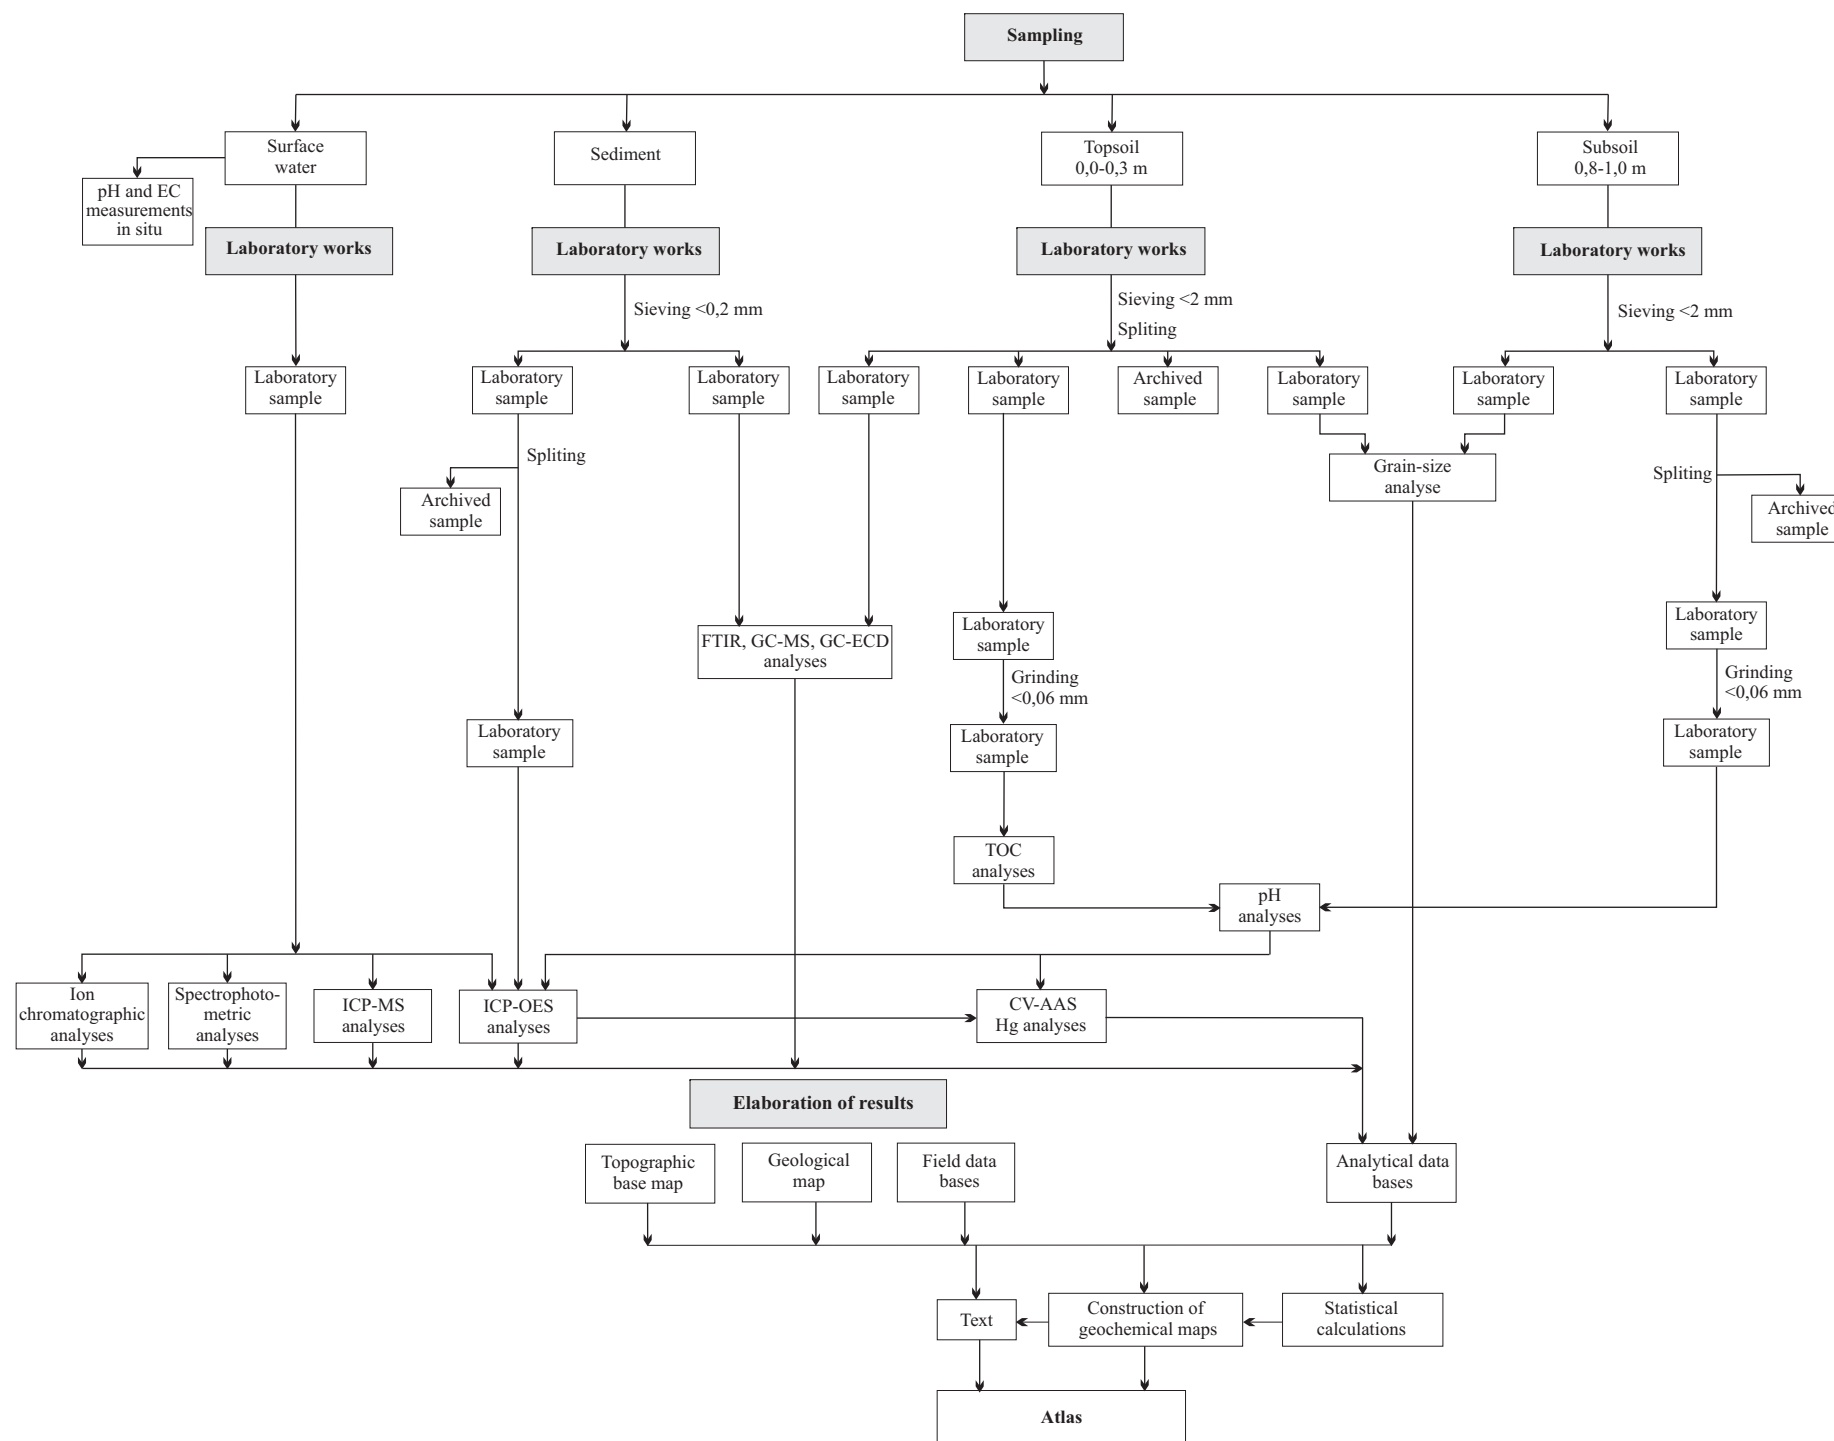 Sampling
Surface
water
Sediment
Topsoil
0,0-0,3 m
Subsoil
0,8-1,0 m
pH and EC
measurements
in situ
Laboratory works
Laboratory works
Laboratory works
Laboratory works
Sieving <0,2 mm
Sieving <2 mm
Spliting
Sieving <2 mm
Laboratory
sample
Laboratory
sample
Laboratory
sample
Laboratory
sample
Laboratory
sample
Archived
sample
Laboratory
sample
Laboratory
sample
Laboratory
sample
Spliting
Archived
sample
Grain-size
analyse
Spliting
Archived
sample
FTIR, GC-MS, GC-ECD
analyses
Laboratory
sample
Grinding
<0,06 mm
Laboratory
sample
Laboratory
sample
Grinding
<0,06 mm
Laboratory
sample
Laboratory
sample
TOC
analyses
pH
analyses
Ion
chromatographic
analyses
Spectrophoto-
metric
analyses
ICP-MS
analyses
ICP-OES
analyses
CV-AAS
Hg analyses
Elaboration of results
Topographic
base map
Geological
map
Field data
bases
Analytical data
bases
Text
Construction of
geochemical maps
Statistical
calculations
Atlas